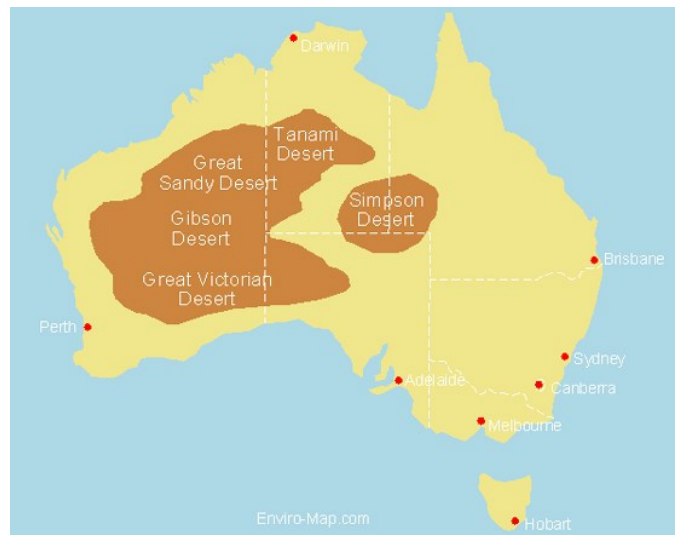 Darwin
Tanami
Desert
Great
Sandy Desert
Simpson
Desert
Gibson
Desert
Great Victorian
Desert
Brisbane
Perth
Sydney
Adelaide
Canberra
Melbourne
Enviro-Map.com
Hobart